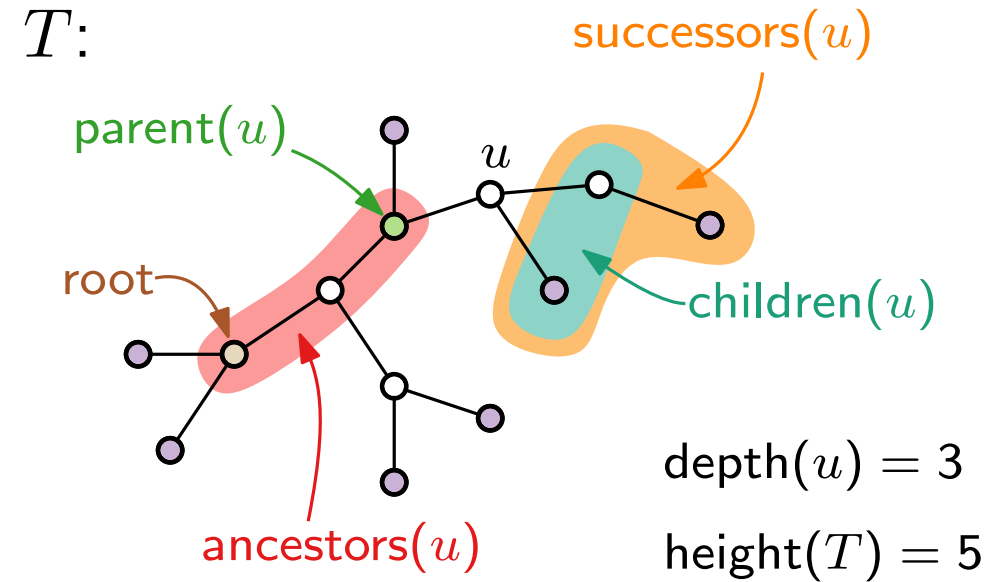 T:
successors(u)
parent(u)
u
root
children(u)
depth(u) = 3
ancestors(u)
height(T) = 5